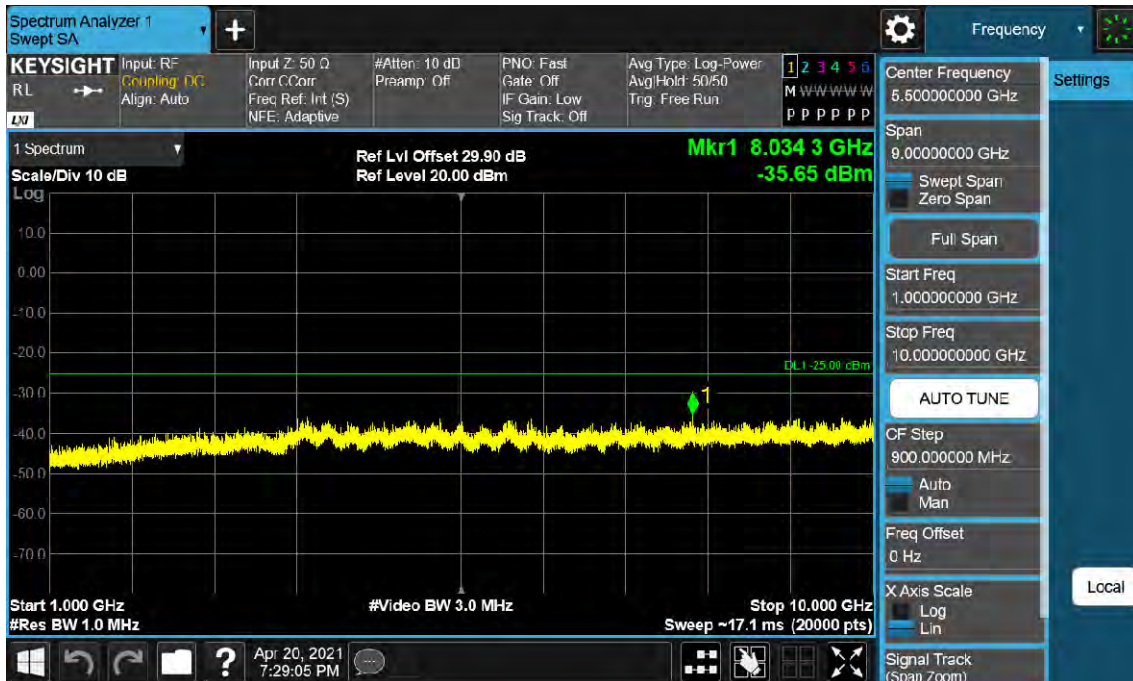 Spectrum Analyzer 1
Swept SA
+
Frequency
KEYSIGHT
RL
LXI
Input: RF
Coupling: DC
Align: Auto
Input Z: 50 Ω
Corr CCorr
Freq Ref: Int (S)
NFE: Adaptive
#Atten: 10 dB
Preamp: Off
PNO: Fast
Gate: Off
IF Gain: Low
Sig Track: Off
Avg Type: Log-Power
Avg|Hold: 50/50
Trig: Free Run
1 2 3 4 5 6
M W W W W W
P P P P P P
1 Spectrum
Scale/Div 10 dB
Ref Lvl Offset 29.90 dB
Ref Level 20.00 dBm
Mkr1 8.034 3 GHz
-35.65 dBm
Log
10.0
0.00
-10.0
-20.0
-30.0
-40.0
-50.0
-60.0
-70.0
DL1 -25.00 dBm
1
Start 1.000 GHz
#Res BW 1.0 MHz
#Video BW 3.0 MHz
Stop 10.000 GHz
Sweep ~17.1 ms (20000 pts)
?
Apr 20, 2021
7:29:05 PM
Center Frequency
5.500000000 GHz
Span
9.00000000 GHz
Swept Span
Zero Span
Full Span
Start Freq
1.000000000 GHz
Stop Freq
10.000000000 GHz
AUTO TUNE
CF Step
900.000000 MHz
Auto
Man
Freq Offset
0 Hz
X Axis Scale
Log
Lin
Signal Track
(Span Zoom)
Settings
Local